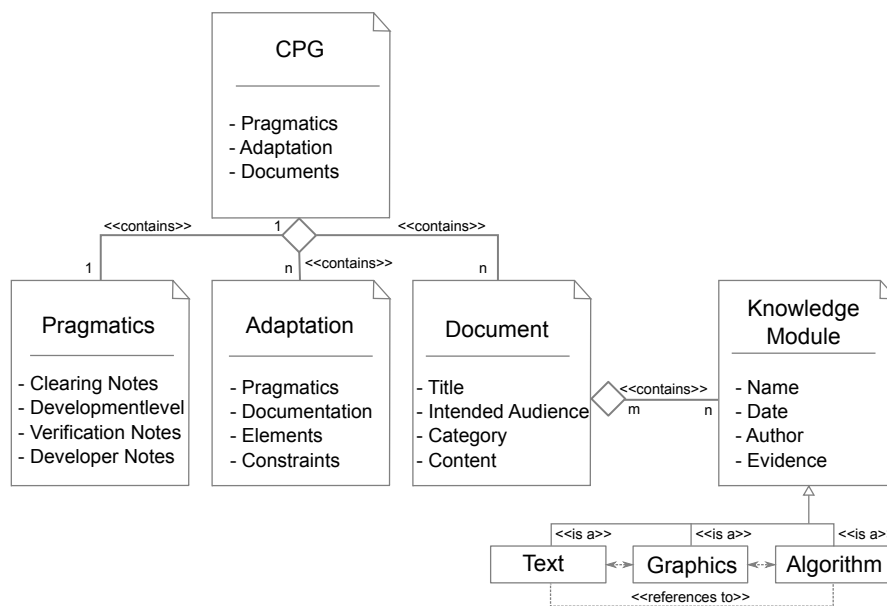 CPG
- Pragmatics
- Adaptation
- Documents
<<contains>>
1
<<contains>>
1
n
<<contains>>
n
Pragmatics
- Clearing Notes
- Developmentlevel
- Verification Notes
- Developer Notes
Adaptation
- Pragmatics
- Documentation
- Elements
- Constraints
Document
- Title
- Intended Audience
- Category
- Content
<<contains>>
m
n
Knowledge
Module
- Name
- Date
- Author
- Evidence
<<is a>>
<<is a>>
<<is a>
Text
Graphics
Algorithm
<<references to>>